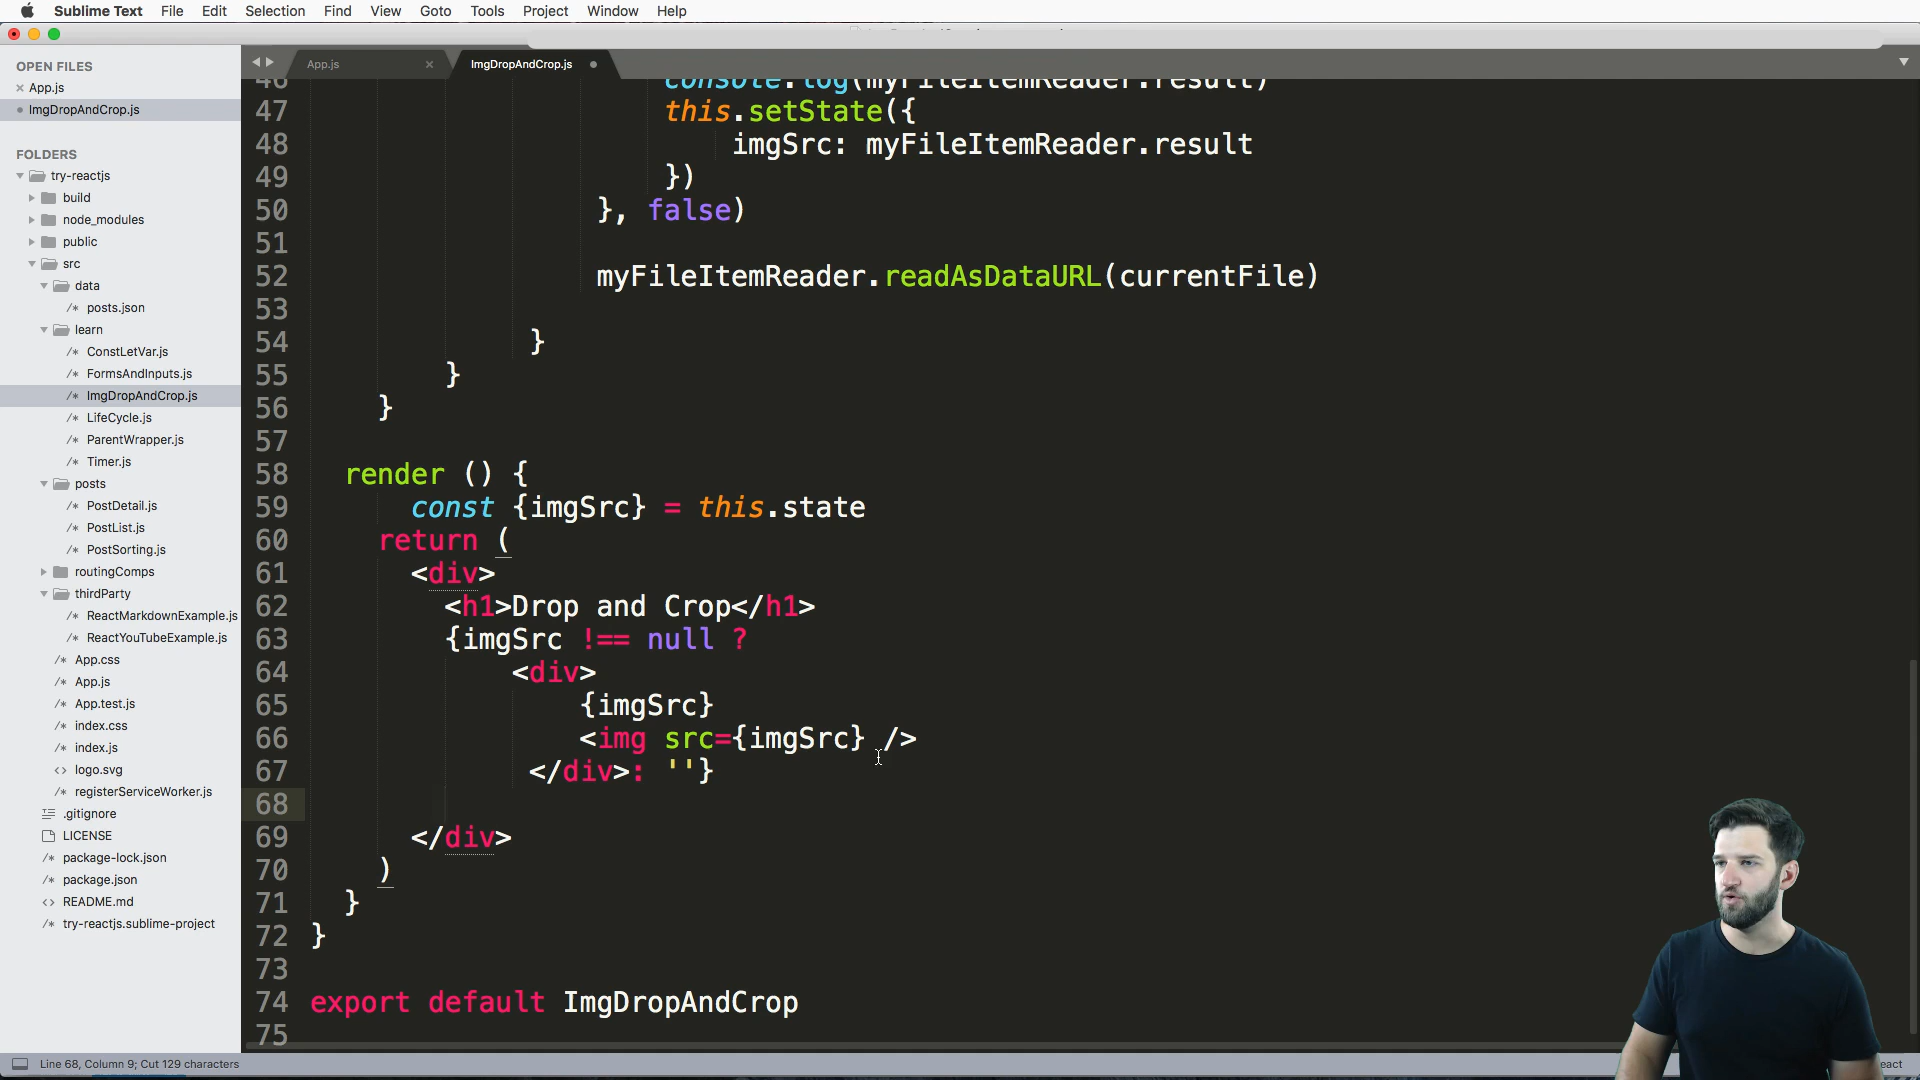 Sublime Text File Edit Selection Find View Goto Tools Project Window Help
OPEN FILES
App.js
ImgDropAndCrop.js
FOLDERS
try-reactjs
build
node_modules
public
src
data
/* posts.json
learn
/* ConstLetVar.js
/* FormsAndInputs.js
/* ImgDropAndCrop.js
/* LifeCycle.js
/* ParentWrapper.js
/* Timer.js
posts
/* PostDetail.js
/* PostList.js
/* PostSorting.js
routingComps
thirdParty
/* ReactMarkdownExample.js
/* ReactYouTubeExample.js
/* App.css
/* App.js
/* App.test.js
/* index.css
/* index.js
<> logo.svg
/* registerServiceWorker.js
.gitignore
LICENSE
/* package-lock.json
/* package.json
<> README.md
/* try-reactjs.sublime-project
App.js
ImgDropAndCrop.js
46 console.log(myFileItemReader.result)
47 this.setState({
48 imgSrc: myFileItemReader.result
49 })
50 }, false)
51
52 myFileItemReader.readAsDataURL(currentFile)
53
54 }
55 }
56 }
57
58 render () {
59 const {imgSrc} = this.state
60 return (
61 <div>
62 <h1>Drop and Crop</h1>
63 {imgSrc !== null ?
64 <div>
65 {imgSrc}
66 <img src={imgSrc} />
67 </div>: ''}
68
69 </div>
70 )
71 }
72 }
73
74 export default ImgDropAndCrop
75
Line 68, Column 9; Cut 129 characters